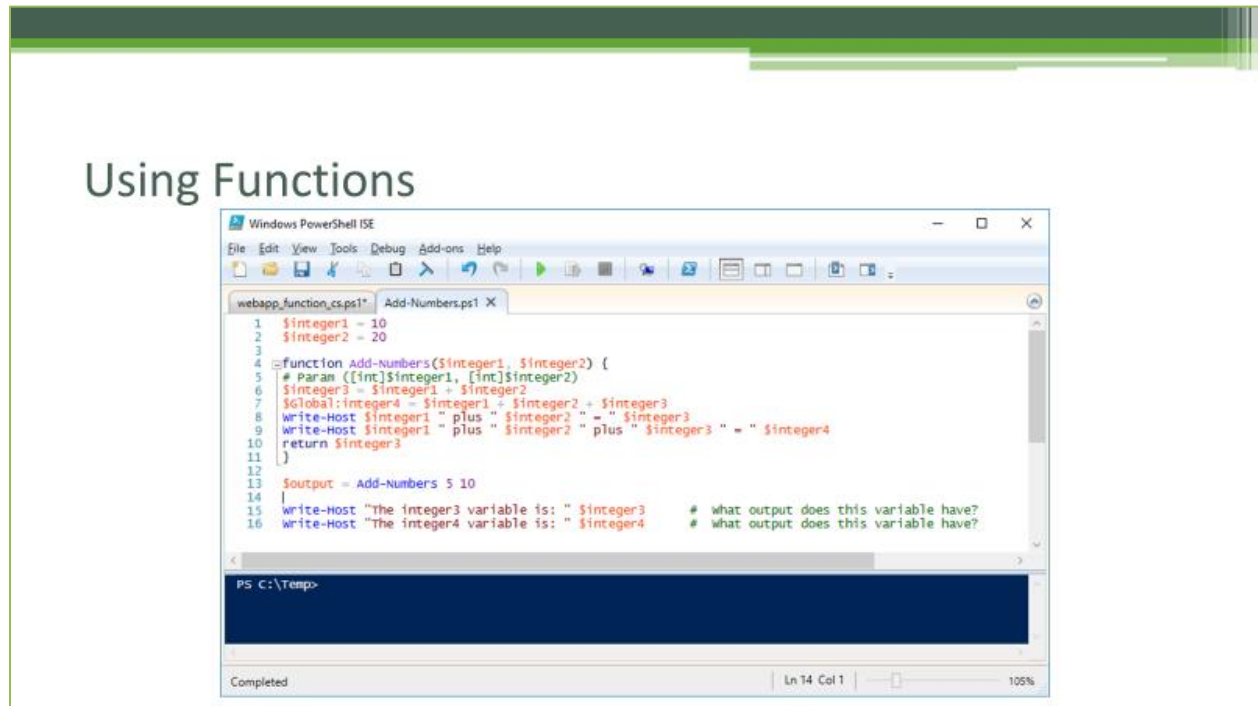 Using Functions
Windows PowerShell ISE
File Edit View Tools Debug Add-ons Help
webapp_function_cs.ps1* Add-Numbers.ps1 X
1 $integer1 = 10
2 $integer2 = 20
3
4 function Add-Numbers($integer1, $integer2) {
5 # Param ([int]$integer1, [int]$integer2)
6 $integer3 = $integer1 + $integer2
7 $Global:integer4 = $integer1 + $integer2 + $integer3
8 Write-Host $integer1 " plus " $integer2 " = " $integer3
9 Write-Host $integer1 " plus " $integer2 " plus " $integer3 " = " $integer4
10 return $integer3
11 }
12
13 $output = Add-Numbers 5 10
14
15 Write-Host "The integer3 variable is: " $integer3 # what output does this variable have?
16 Write-Host "The integer4 variable is: " $integer4 # what output does this variable have?
PS C:\Temp>
Completed Ln 14 Col 1 105%